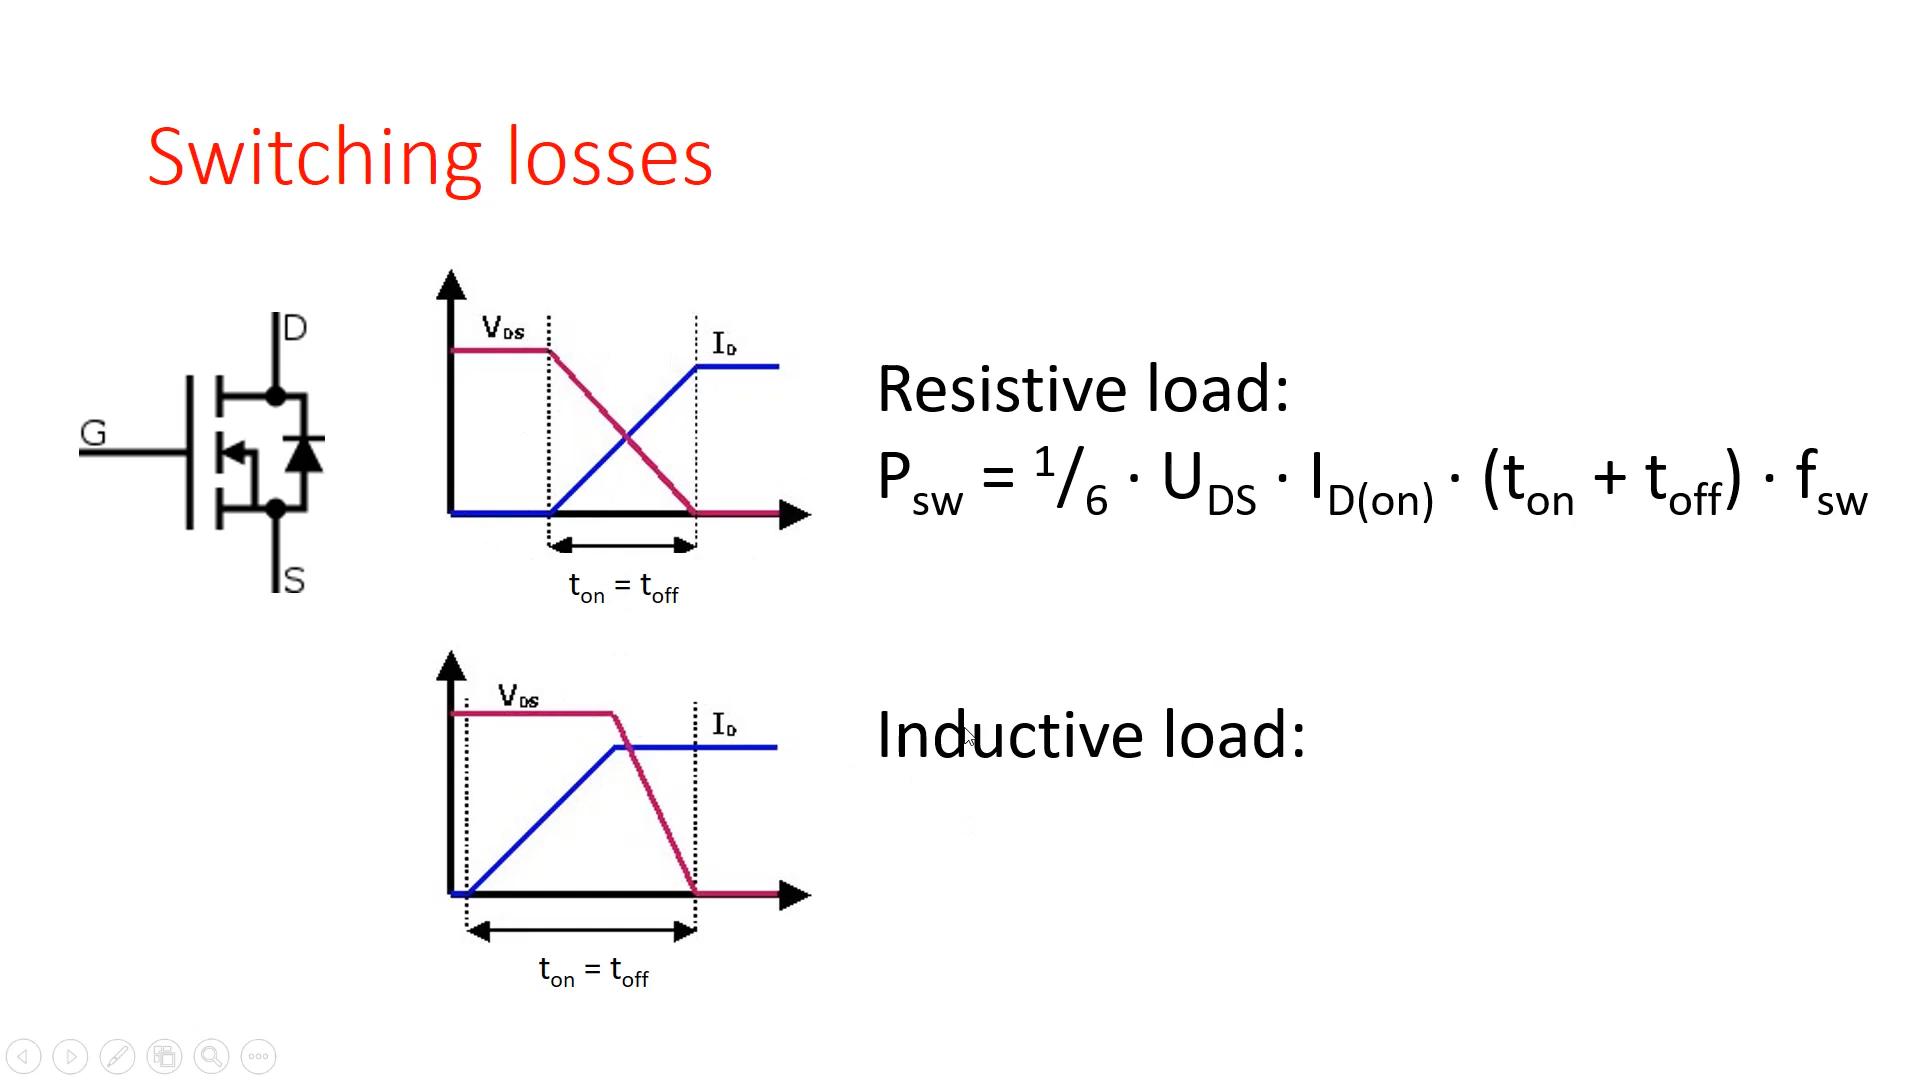 Switching losses
D
G
S
V_DS
I_D
t_on = t_off
Resistive load:
P_sw = 1/6 · U_DS · I_D(on) · (t_on + t_off) · f_sw
V_DS
I_D
t_on = t_off
Inductive load: